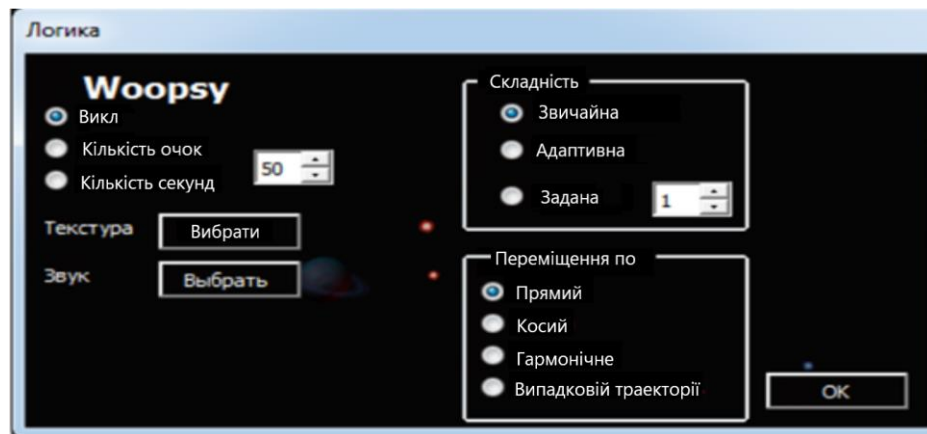 Логика
Woopsy
Викл
Кількість очок
Кількість секунд
50
Текстура
Вибрати
Звук
Выбрать
Складність
Звичайна
Адаптивна
Задана
1
Переміщення по
Прямий
Косий
Гармонічне
Випадковій траекторії
OK